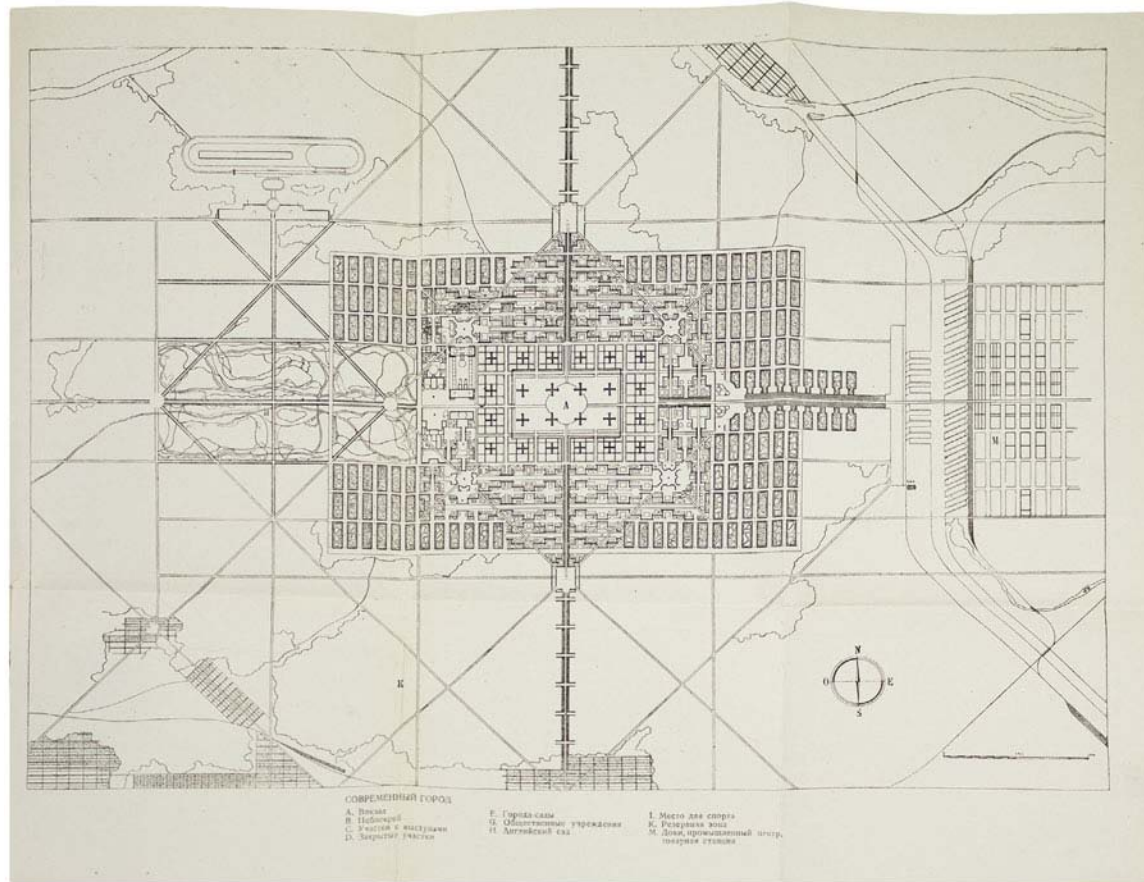 A
M
K
N
O E
S
СОВРЕМЕННЫЙ ГОРОД
A. Вокзал
B. Небоскреб
C. Участки с выступами
D. Закрытые участки
F. Города-сады
G. Общественные учреждения
H. Английский сад
I. Место для спорта
K. Резервная зона
M. Доки, промышленный центр,
товарная станция